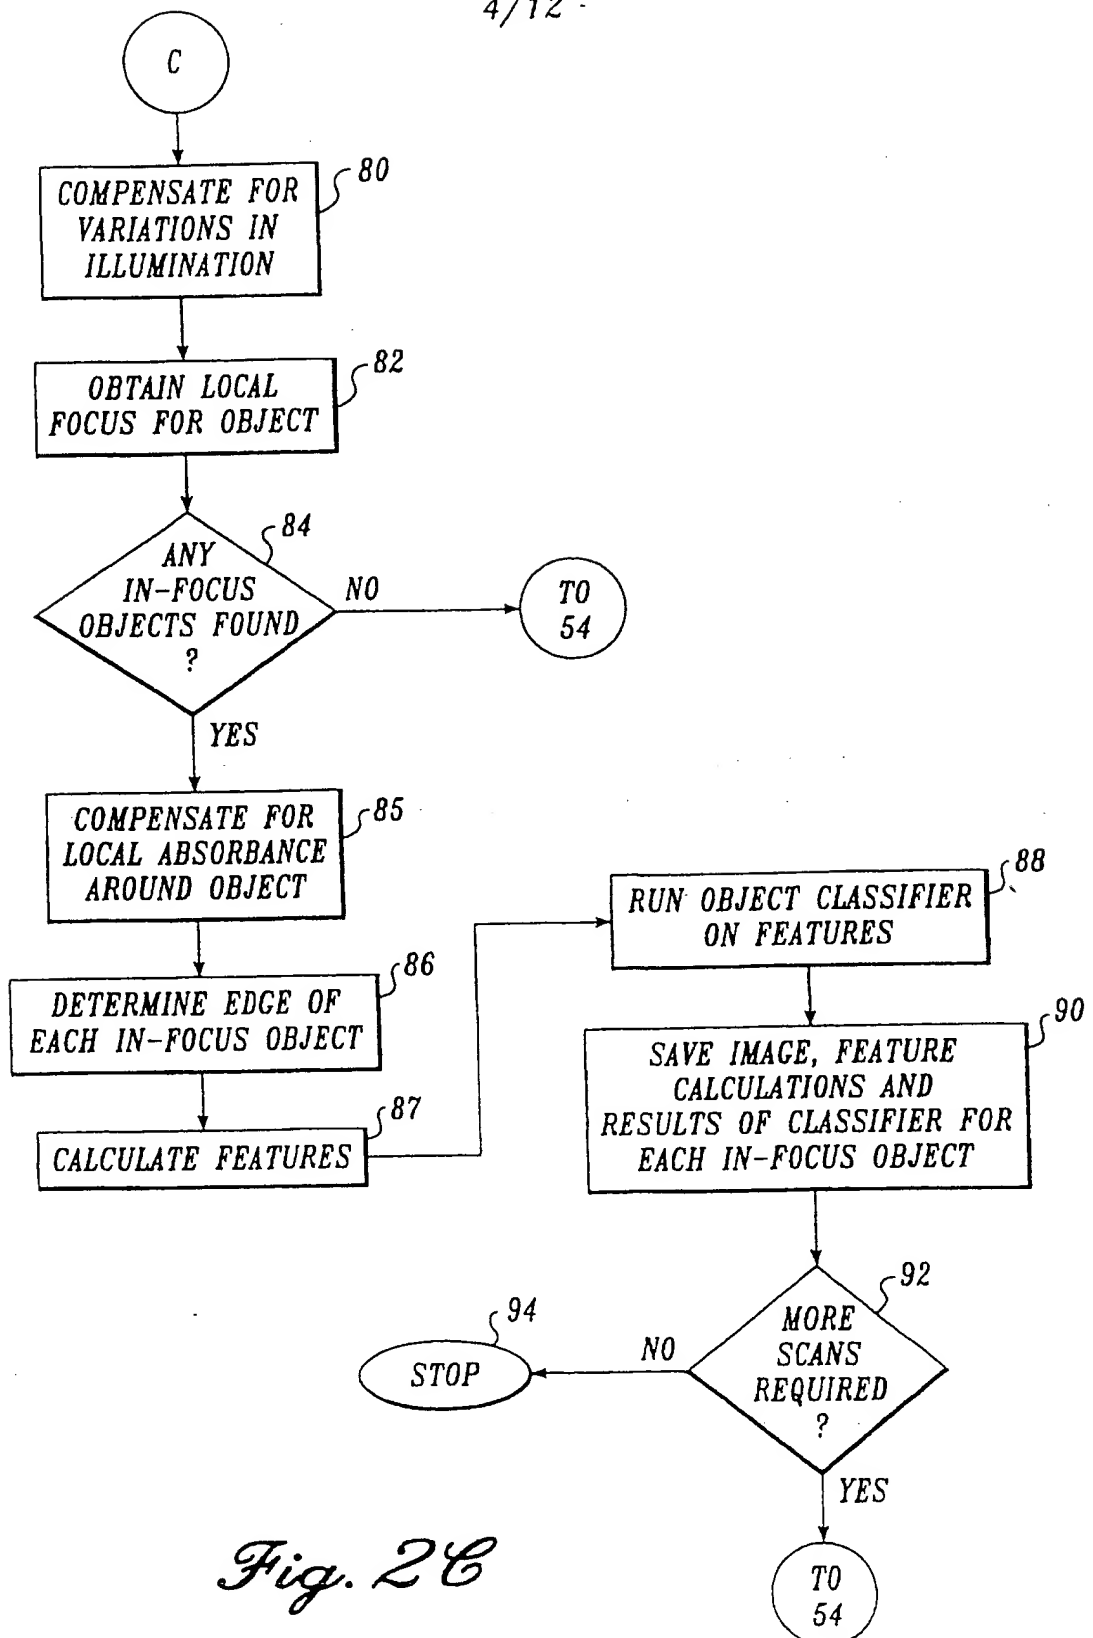 4/12
C
COMPENSATE FOR
VARIATIONS IN
ILLUMINATION
80
OBTAIN LOCAL
FOCUS FOR OBJECT
82
ANY
IN-FOCUS
OBJECTS FOUND
?
84
NO
TO
54
YES
COMPENSATE FOR
LOCAL ABSORBANCE
AROUND OBJECT
85
DETERMINE EDGE OF
EACH IN-FOCUS OBJECT
86
CALCULATE FEATURES
87
RUN OBJECT CLASSIFIER
ON FEATURES
88
SAVE IMAGE, FEATURE
CALCULATIONS AND
RESULTS OF CLASSIFIER FOR
EACH IN-FOCUS OBJECT
90
MORE
SCANS
REQUIRED
?
92
NO
STOP
94
YES
TO
54
Fig. 2C